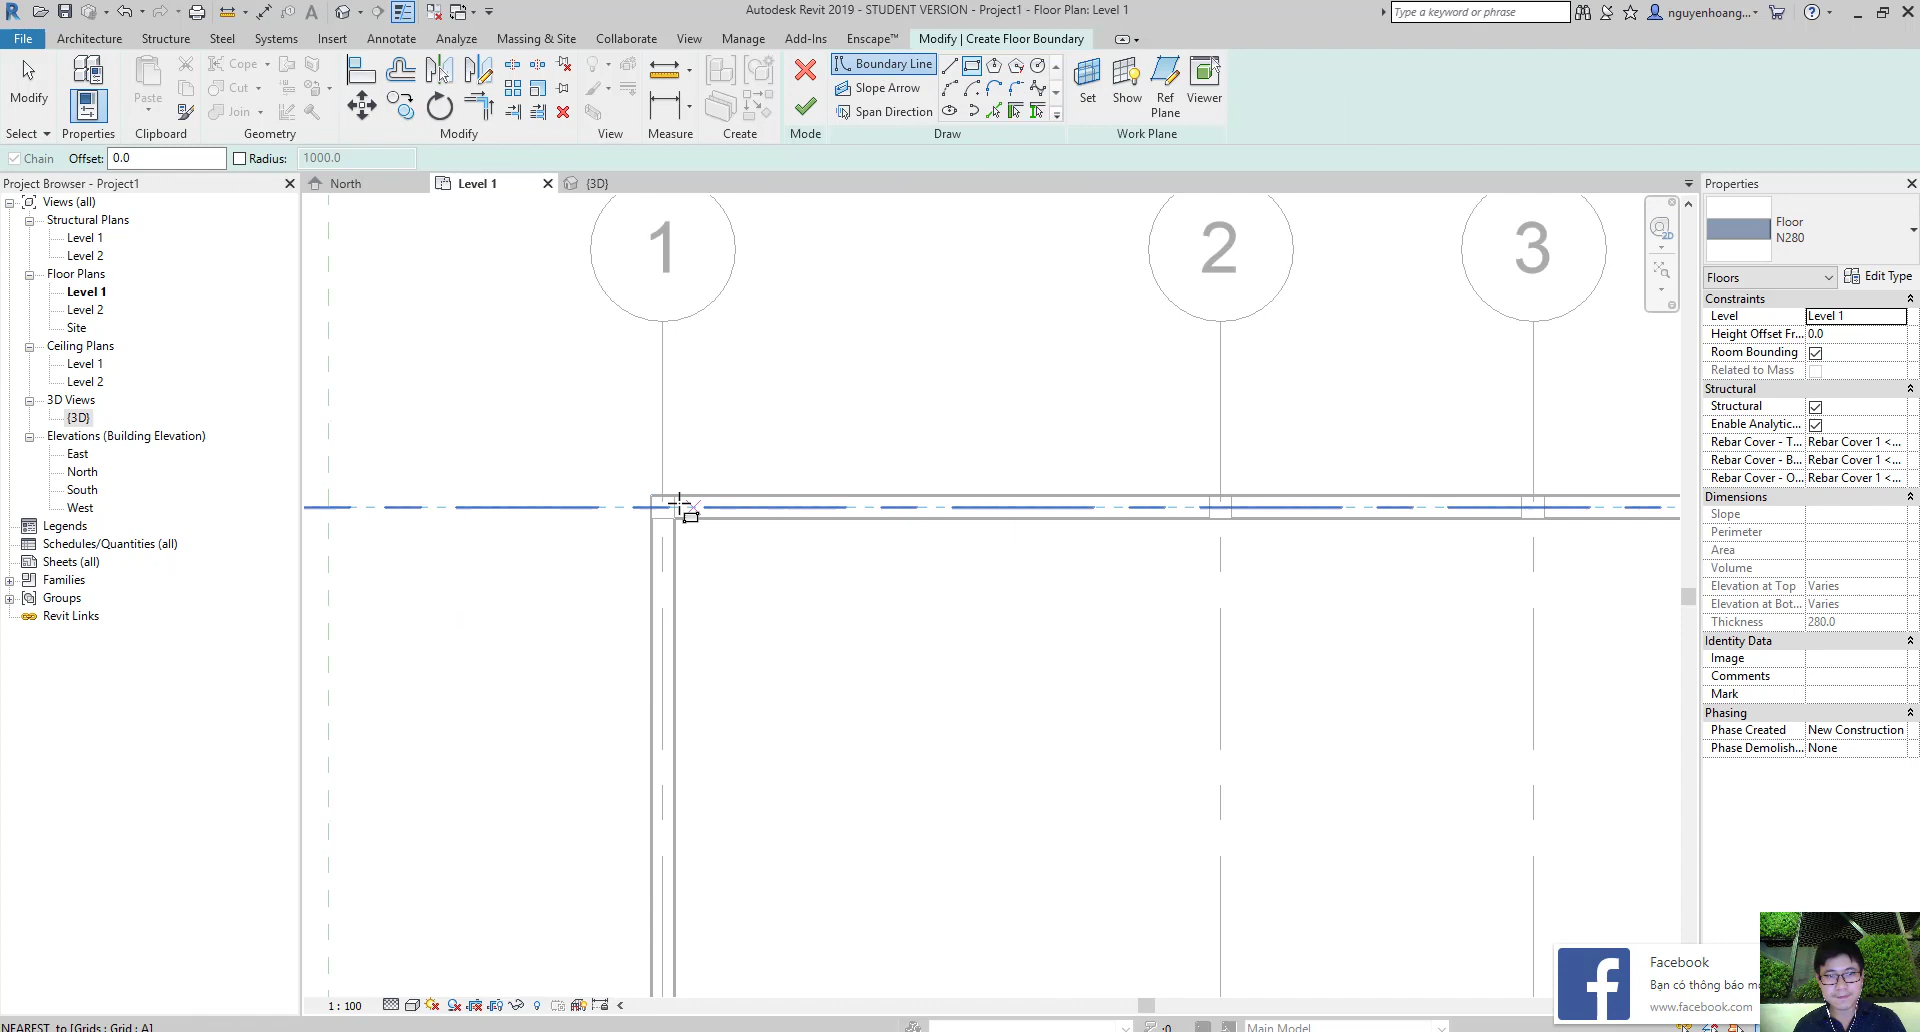 Autodesk Revit 2019 - STUDENT VERSION - Project1 - Floor Plan: Level 1
Type a keyword or phrase
nguyenhoang...
File Architecture Structure Steel Systems Insert Annotate Analyze Massing & Site Collaborate View Manage Add-Ins Enscape™ Modify | Create Floor Boundary
Modify
Paste
Cope
Cut
Join
Boundary Line
Slope Arrow
Span Direction
Set
Show
Ref
Plane
Viewer
Select Properties Clipboard Geometry Modify View Measure Create Mode Draw Work Plane
Chain Offset: 0.0 Radius: 1000.0
Project Browser - Project1
North
Level 1
{3D}
Views (all)
Structural Plans
Level 1
Level 2
Floor Plans
Level 1
Level 2
Site
Ceiling Plans
Level 1
Level 2
3D Views
{3D}
Elevations (Building Elevation)
East
North
South
West
Legends
Schedules/Quantities (all)
Sheets (all)
Families
Groups
Revit Links
1
2
3
2D
1 : 100
Properties
Floor
N280
Floors
Edit Type
Constraints
Level Level 1
Height Offset Fr... 0.0
Room Bounding
Related to Mass
Structural
Structural
Enable Analytic...
Rebar Cover - T... Rebar Cover 1 <...
Rebar Cover - B... Rebar Cover 1 <...
Rebar Cover - O... Rebar Cover 1 <...
Dimensions
Slope
Perimeter
Area
Volume
Elevation at Top Varies
Elevation at Bot... Varies
Thickness 280.0
Identity Data
Image
Comments
Mark
Phasing
Phase Created New Construction
Phase Demolish... None
Facebook
Bạn có thông báo
www.facebook.com
NEAREST to [Grids : Grid : A]
:0
Main Model